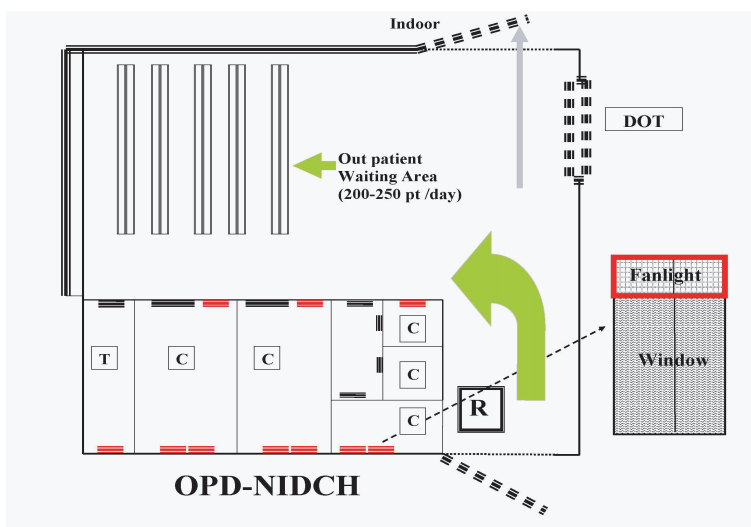 Indoor
DOT
Out patient
Waiting Area
(200-250 pt /day)
Fanlight
Window
C
T
C
C
C
C
R
OPD-NIDCH